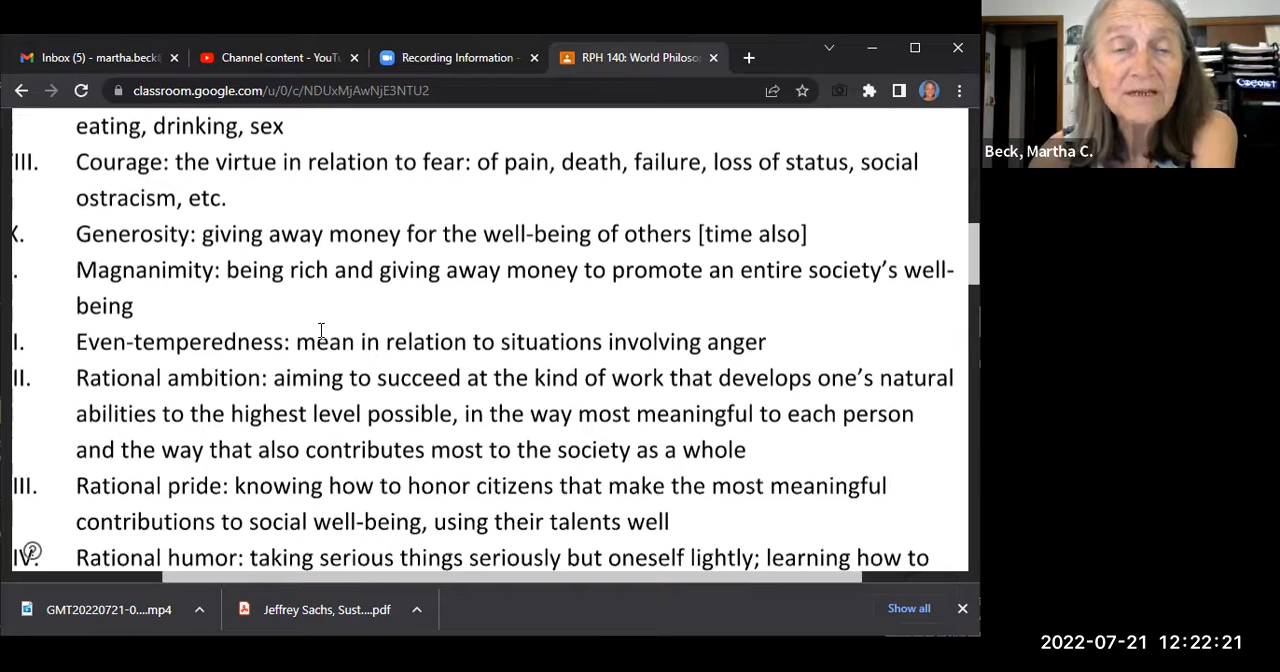 Inbox (5) - martha.beck
Channel content - YouTu
Recording Information -
RPH 140: World Philoso
classroom.google.com/u/0/c/NDUxMjAwNjE3NTU2
eating, drinking, sex
III. Courage: the virtue in relation to fear: of pain, death, failure, loss of status, social
ostracism, etc.
X. Generosity: giving away money for the well-being of others [time also]
. Magnanimity: being rich and giving away money to promote an entire society’s well-
being
I. Even-temperedness: mean in relation to situations involving anger
II. Rational ambition: aiming to succeed at the kind of work that develops one’s natural
abilities to the highest level possible, in the way most meaningful to each person
and the way that also contributes most to the society as a whole
III. Rational pride: knowing how to honor citizens that make the most meaningful
contributions to social well-being, using their talents well
IV. Rational humor: taking serious things seriously but oneself lightly; learning how to
GMT20220721-0....mp4
Jeffrey Sachs, Sust....pdf
Show all
COEXIST
Beck, Martha C.
2022-07-21 12:22:21